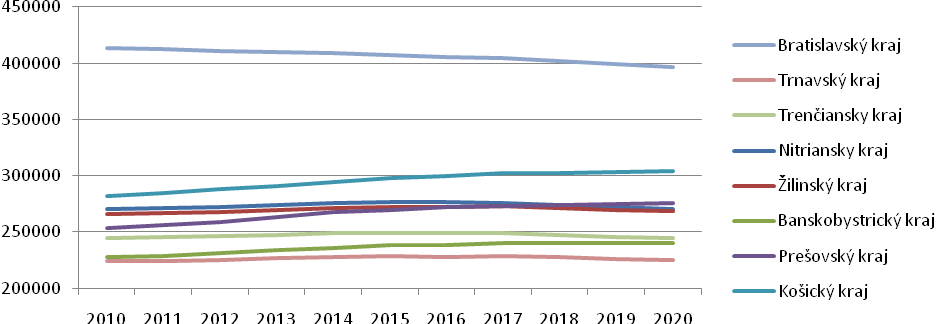 450000
400000
350000
300000
250000
200000
2010 2011 2012 2013 2014 2015 2016 2017 2018 2019 2020
Bratislavský kraj
Trnavský kraj
Trenčiansky kraj
Nitriansky kraj
Žilinský kraj
Banskobystrický kraj
Prešovský kraj
Košický kraj